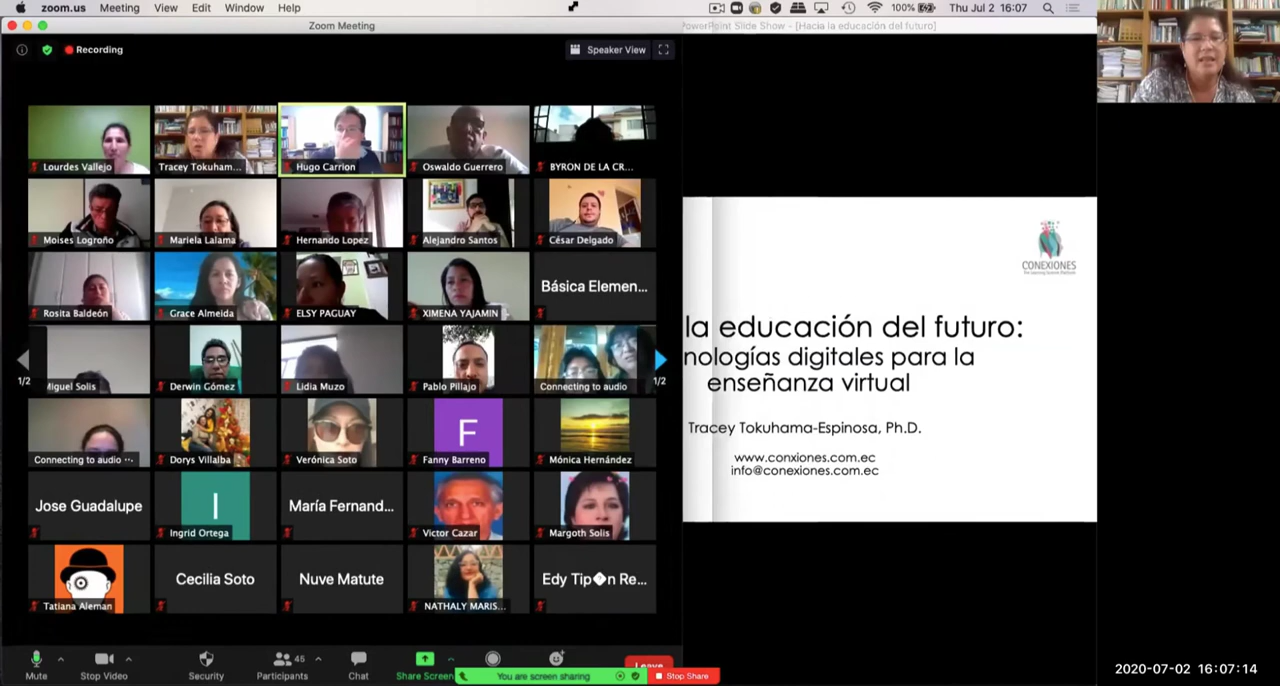 zoom.us Meeting View Edit Window Help
100% Thu Jul 2 16:07
Zoom Meeting
PowerPoint Slide Show - [Hacia la educación del futuro]
Recording
Speaker View
Lourdes Vallejo
Tracey Tokuham...
Hugo Carrion
Oswaldo Guerrero
BYRON DE LA CR...
Moises Logroño
Mariela Lalama
Hernando Lopez
Alejandro Santos
César Delgado
Rosita Baldeón
Grace Almeida
ELSY PAGUAY
XIMENA YAJAMIN
Básica Elemen...
1/2
Miguel Solis
Derwin Gómez
Lidia Muzo
Pablo Pillajo
Connecting to audio
1/2
Connecting to audio ···
Dorys Villalba
Verónica Soto
F
Fanny Barreno
Mónica Hernández
Jose Guadalupe
I
Ingrid Ortega
María Fernand...
Victor Cazar
Margoth Solis
Tatiana Aleman
Cecilia Soto
Nuve Matute
NATHALY MARIS...
Edy Tip�n Re...
Mute
Stop Video
Security
45
Participants
Chat
Share Screen
Leave
You are screen sharing
Stop Share
CONEXIONES
la educación del futuro:
nologías digitales para la
enseñanza virtual
Tracey Tokuhama-Espinosa, Ph.D.
www.conxiones.com.ec
info@conexiones.com.ec
2020-07-02 16:07:14